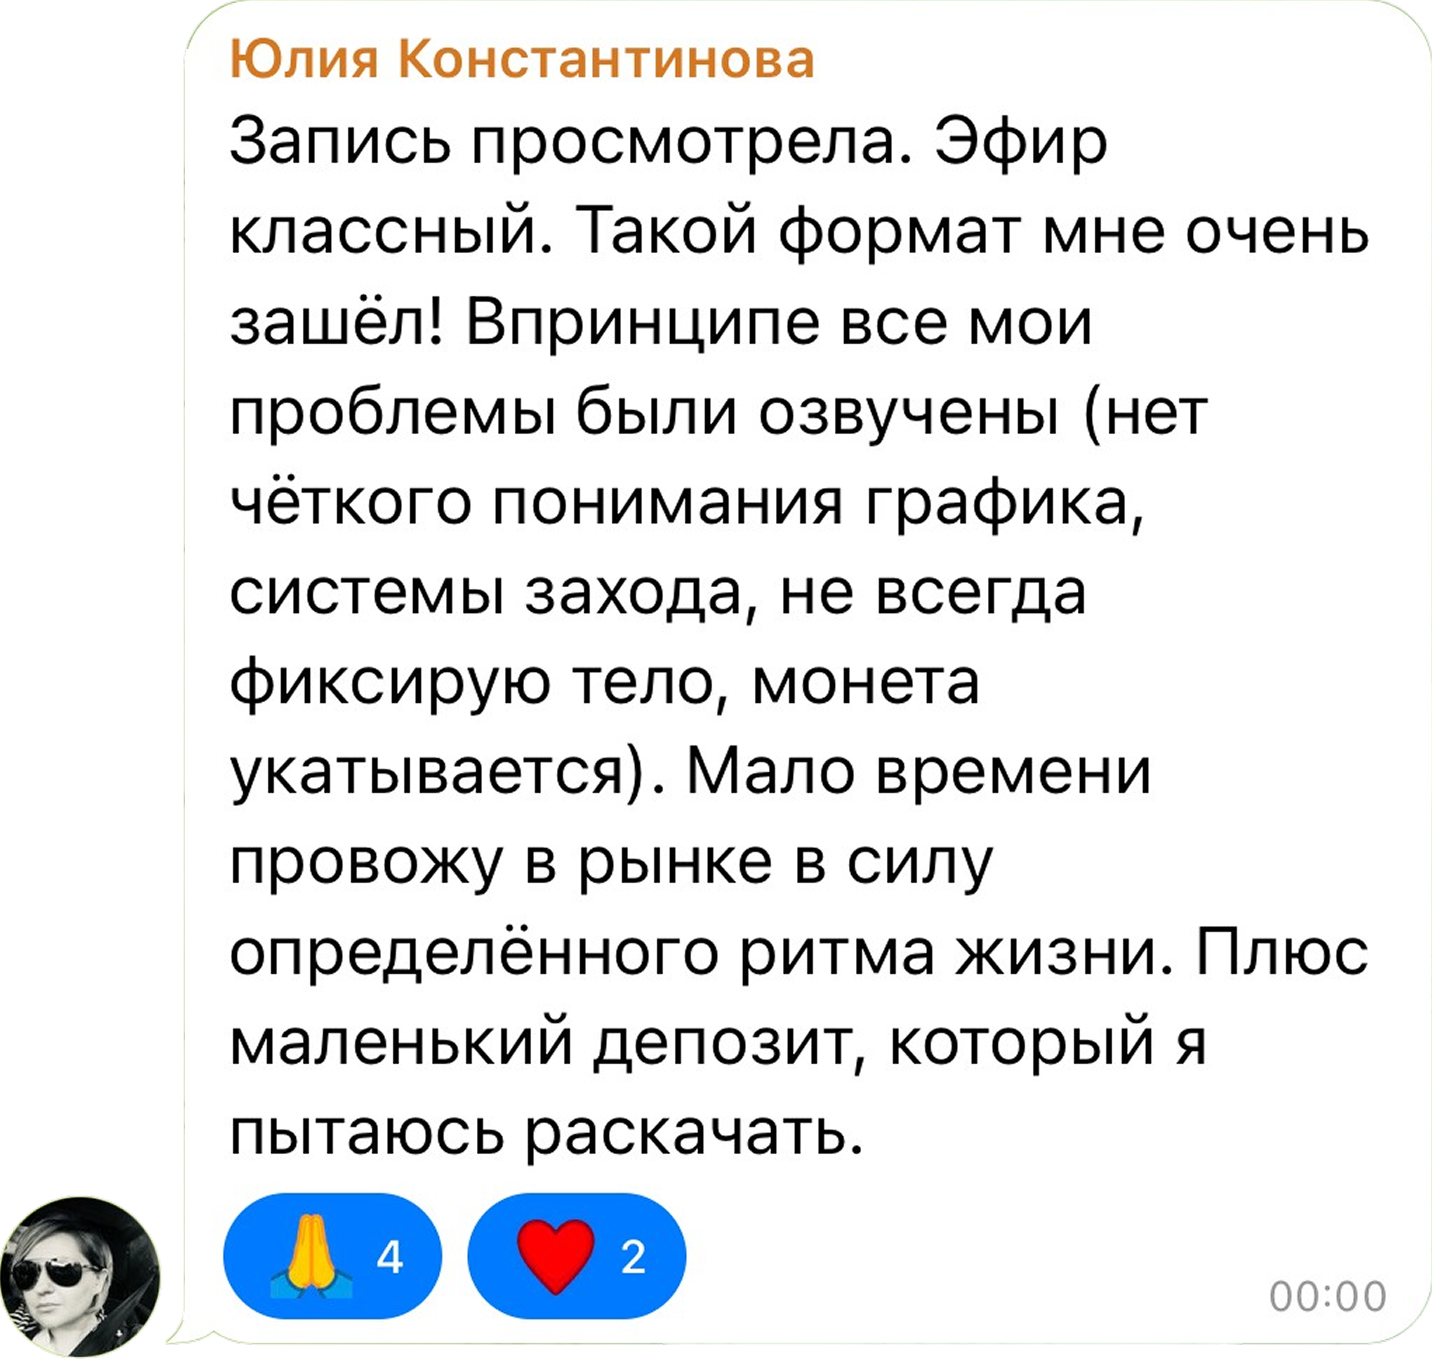 Юлия Константинова
Запись просмотрела. Эфир
классный. Такой формат мне очень
зашёл! Впринципе все мои
проблемы были озвучены (нет
чёткого понимания графика,
системы захода, не всегда
фиксирую тело, монета
укатывается). Мало времени
провожу в рынке в силу
определённого ритма жизни. Плюс
маленький депозит, который я
пытаюсь раскачать.
🙏 4 ❤️ 2
00:00